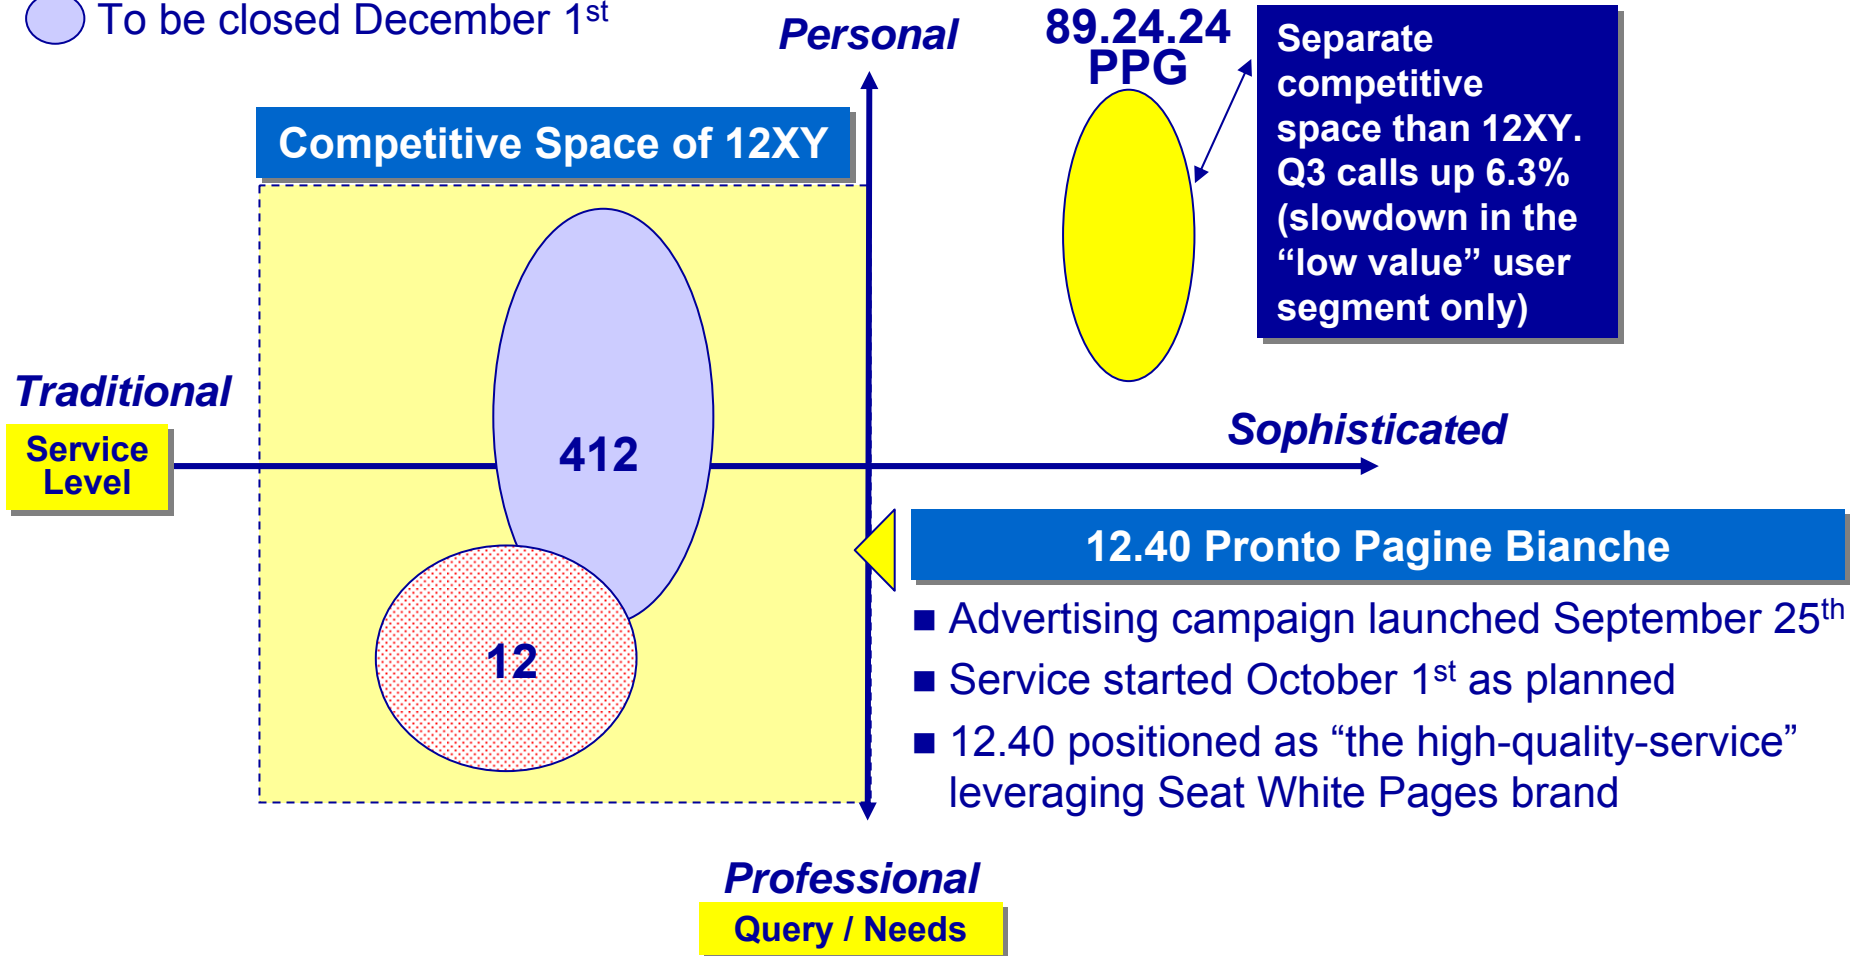 To be closed December 1st
Personal
89.24.24
PPG
Separate
competitive
space than 12XY.
Q3 calls up 6.3%
(slowdown in the
“low value” user
segment only)
Competitive Space of 12XY
Traditional
Service
Level
412
Sophisticated
12.40 Pronto Pagine Bianche
■ Advertising campaign launched September 25th
■ Service started October 1st as planned
■ 12.40 positioned as “the high-quality-service”
leveraging Seat White Pages brand
12
Professional
Query / Needs